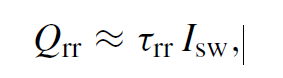 Q_rr ≈ τ_rr I_sw,